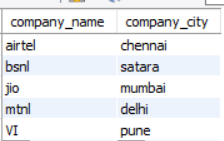 company_name company_city
airtel chennai
bsnl satara
jio mumbai
mtnl delhi
VI pune